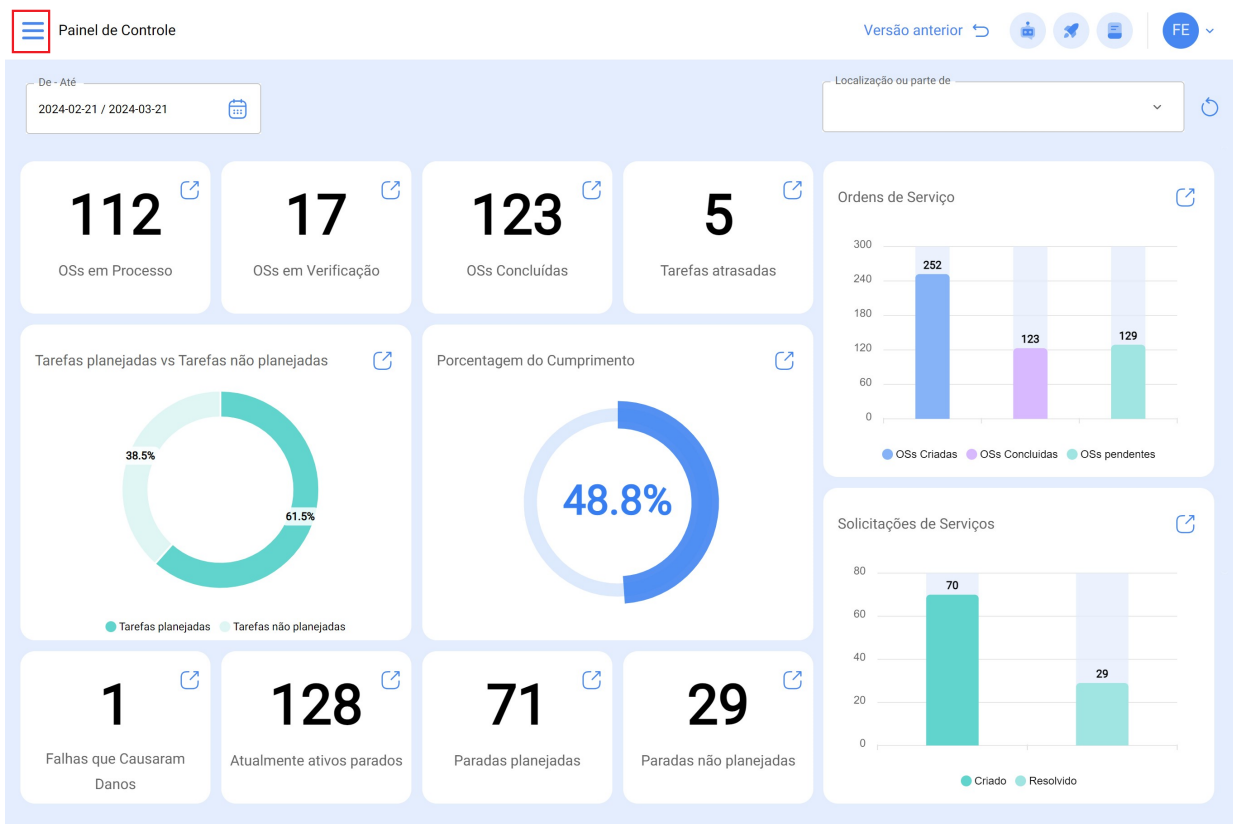 Painel de Controle
Versão anterior
FE
De - Até
2024-02-21 / 2024-03-21
Localização ou parte de
112
OSs em Processo
17
OSs em Verificação
123
OSs Concluídas
5
Tarefas atrasadas
Ordens de Serviço
300
240
180
120
60
0
252
123
129
OSs Criadas
OSs Concluidas
OSs pendentes
Tarefas planejadas vs Tarefas não planejadas
38.5%
61.5%
Tarefas planejadas
Tarefas não planejadas
Porcentagem do Cumprimento
48.8%
Solicitações de Serviços
80
60
40
20
0
70
29
Criado
Resolvido
1
Falhas que Causaram
Danos
128
Atualmente ativos parados
71
Paradas planejadas
29
Paradas não planejadas